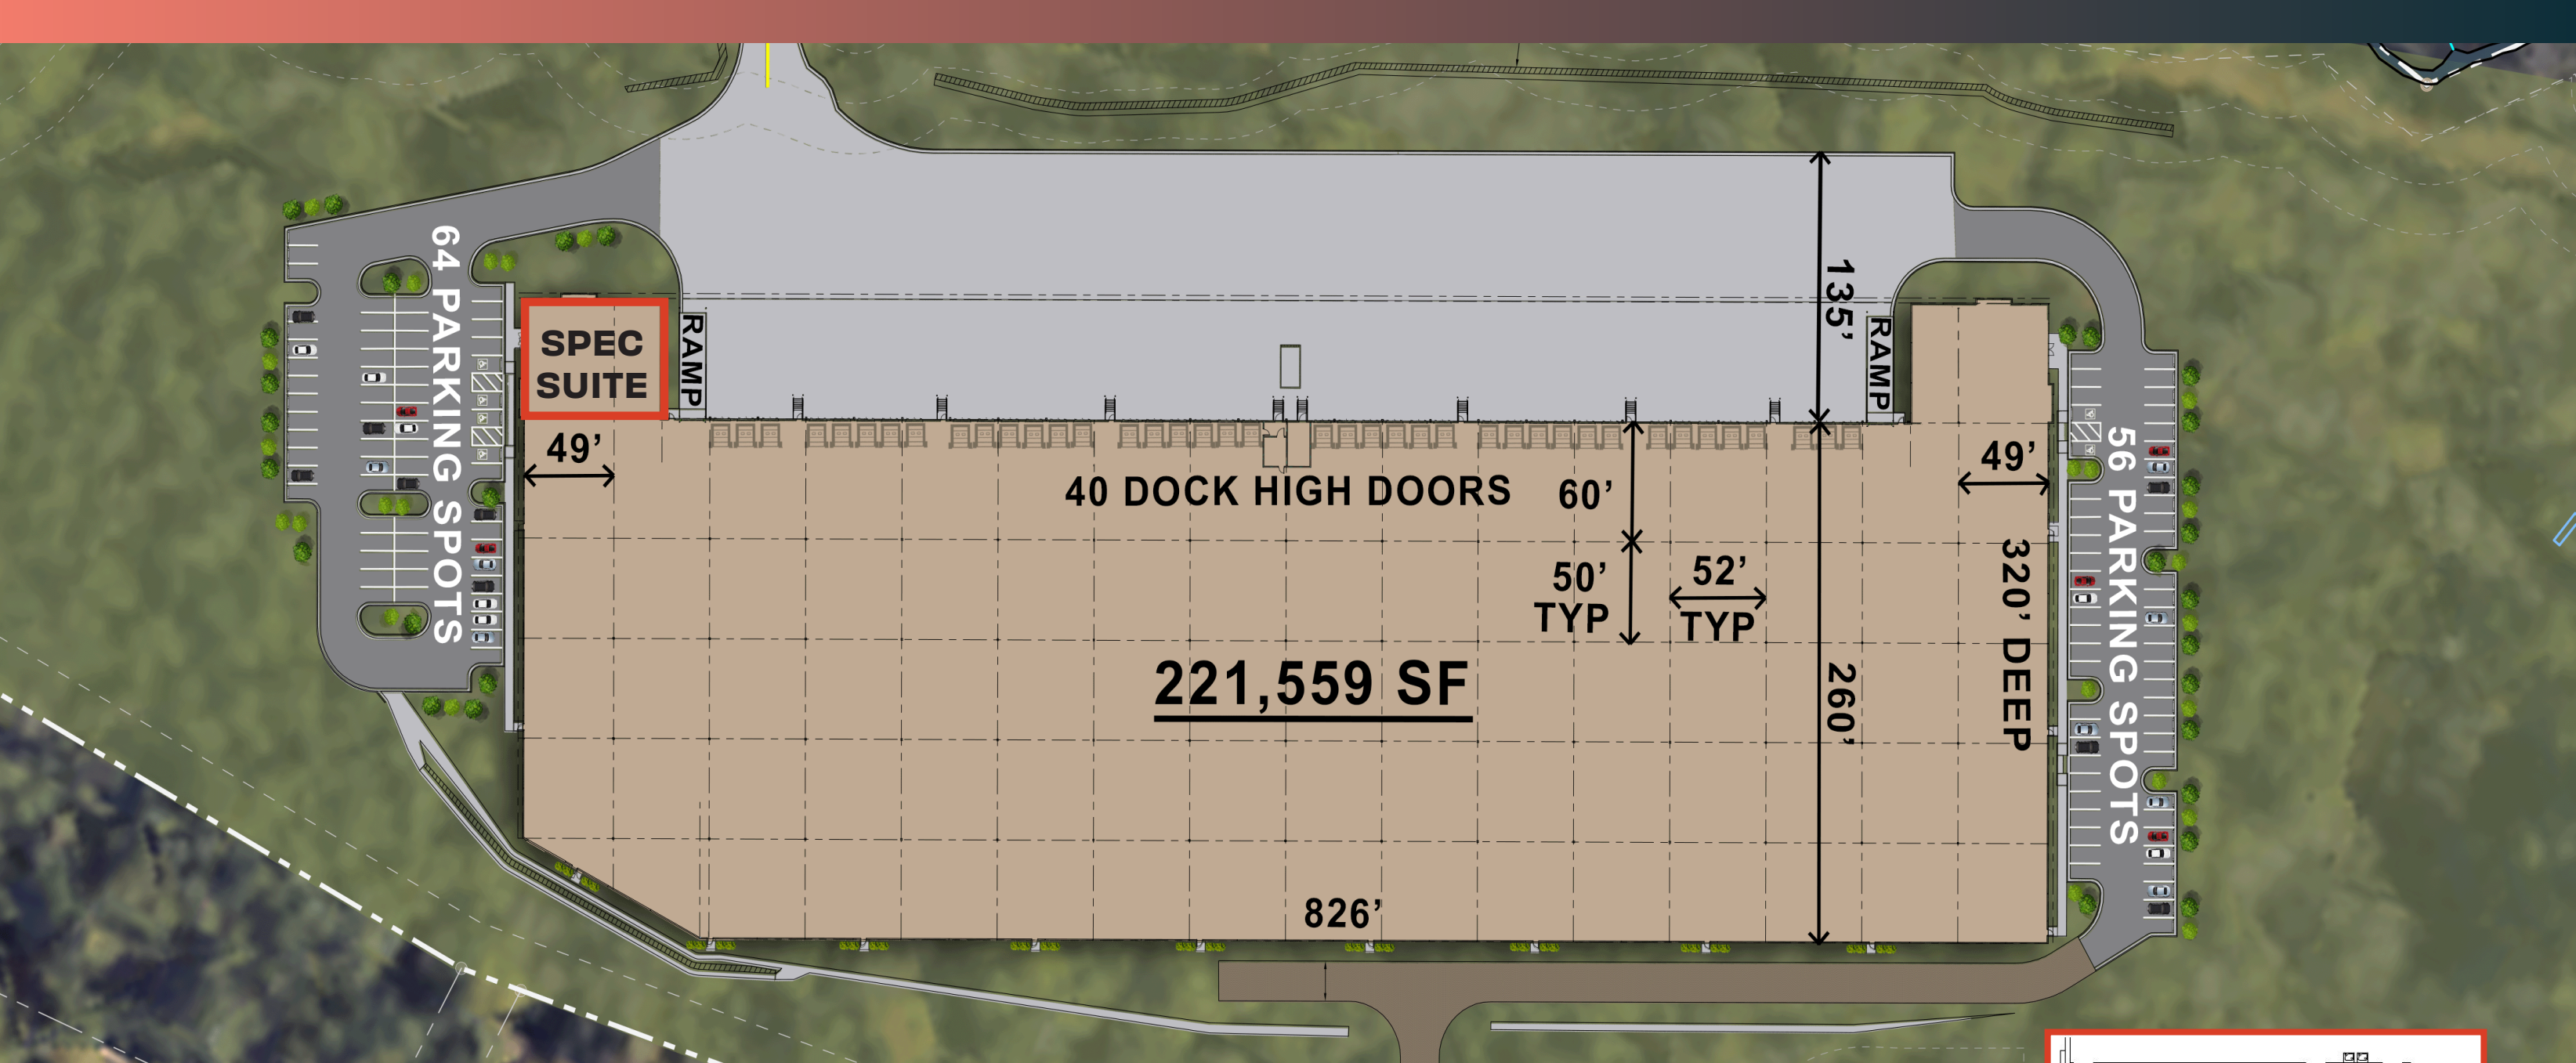 64 PARKING SPOTS
SPEC
SUITE
RAMP
135’
RAMP
49’
40 DOCK HIGH DOORS
60’
49’
50’
TYP
52’
TYP
320’ DEEP
56 PARKING SPOTS
221,559 SF
260’
826’